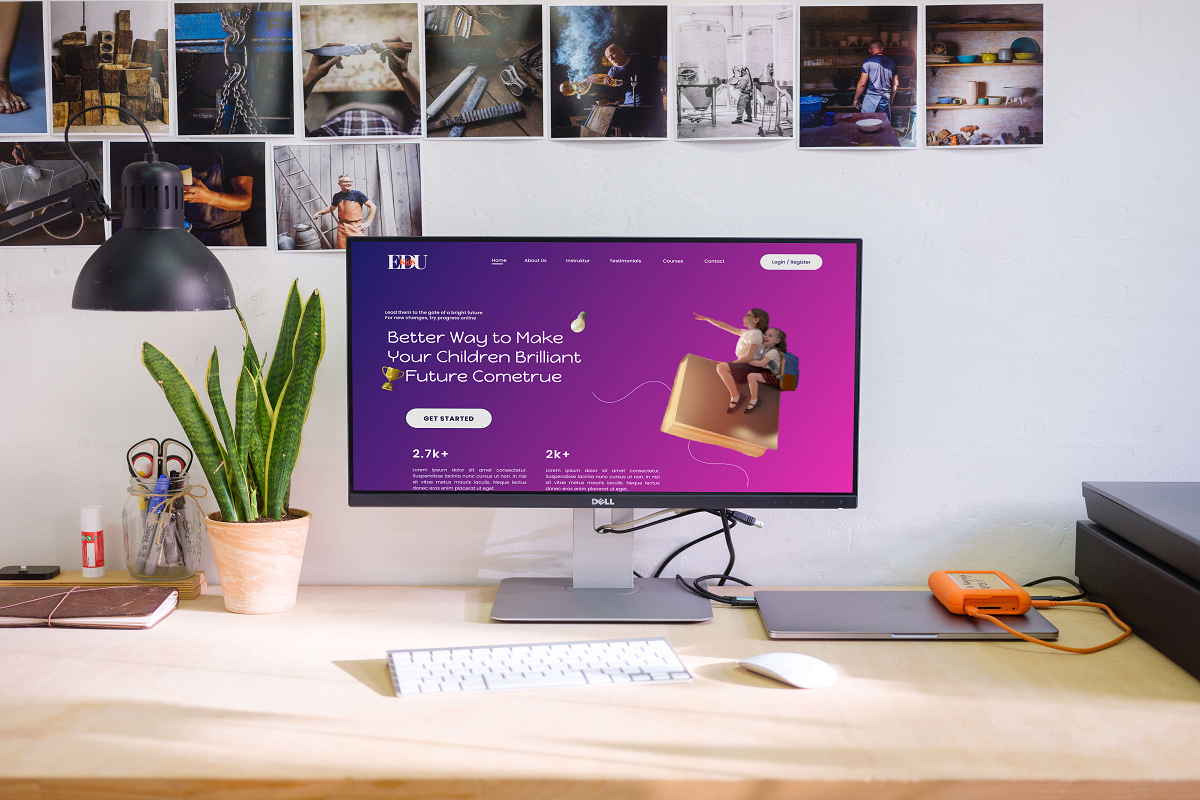 EDU
Home
About Us
Instruktur
Testimonials
Courses
Contact
Login / Register
Lead them to the gate of a bright future
For new changes, try progress online
Better Way to Make
Your Children Brilliant
Future Cometrue
GET STARTED
2.7k+
2k+
Lorem ipsum dolor sit amet consectetur.
Suspendisse lacinia nunc cursus ut non. In nisl
sit vitae mauris iaculis. Neque lectus
donec eras enim placerat ut eget.
Lorem ipsum dolor sit amet consectetur.
Suspendisse lacinia nunc cursus ut non. In nisl
sit vitae mauris iaculis. Neque lectus
donec eras enim placerat ut eget.
DELL